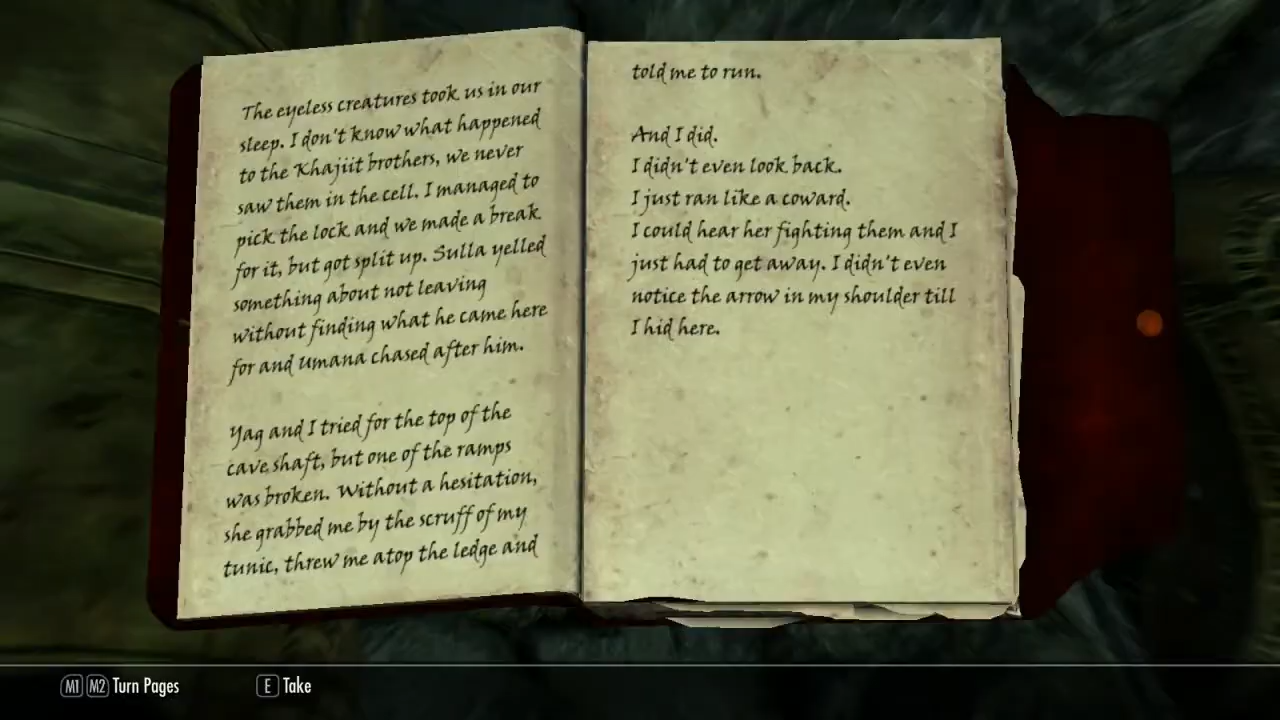 The eyeless creatures took us in our
sleep. I don't know what happened
to the Khajiit brothers, we never
saw them in the cell. I managed to
pick the lock and we made a break
for it, but got split up. Sulla yelled
something about not leaving
without finding what he came here
for and Umana chased after him.
Yag and I tried for the top of the
cave shaft, but one of the ramps
was broken. Without a hesitation,
she grabbed me by the scruff of my
tunic, threw me atop the ledge and
told me to run.
And I did.
I didn't even look back.
I just ran like a coward.
I could hear her fighting them and I
just had to get away. I didn't even
notice the arrow in my shoulder till
I hid here.
M1 M2 Turn Pages E Take